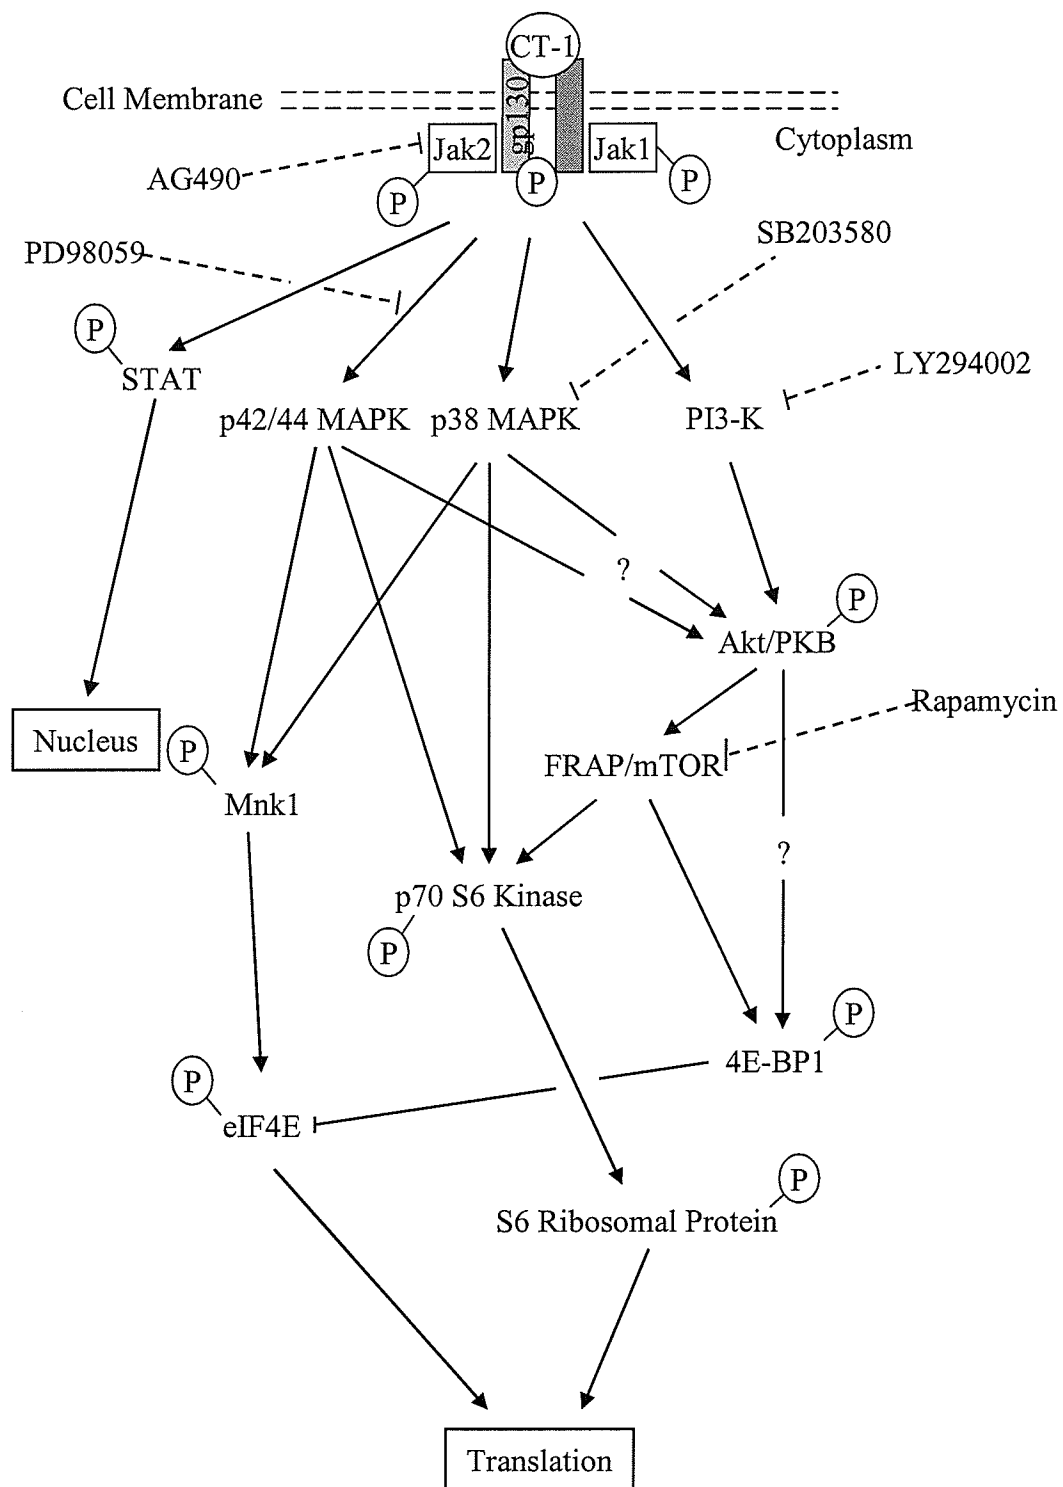 CT-1
Cell Membrane
gp130
Jak2
Jak1
Cytoplasm
AG490
P
P
P
SB203580
PD98059
P
STAT
LY294002
p42/44 MAPK
p38 MAPK
PI3-K
?
P
Akt/PKB
Rapamycin
Nucleus
P
FRAP/mTOR
Mnk1
?
p70 S6 Kinase
P
P
4E-BP1
P
eIF4E
P
S6 Ribosomal Protein
Translation